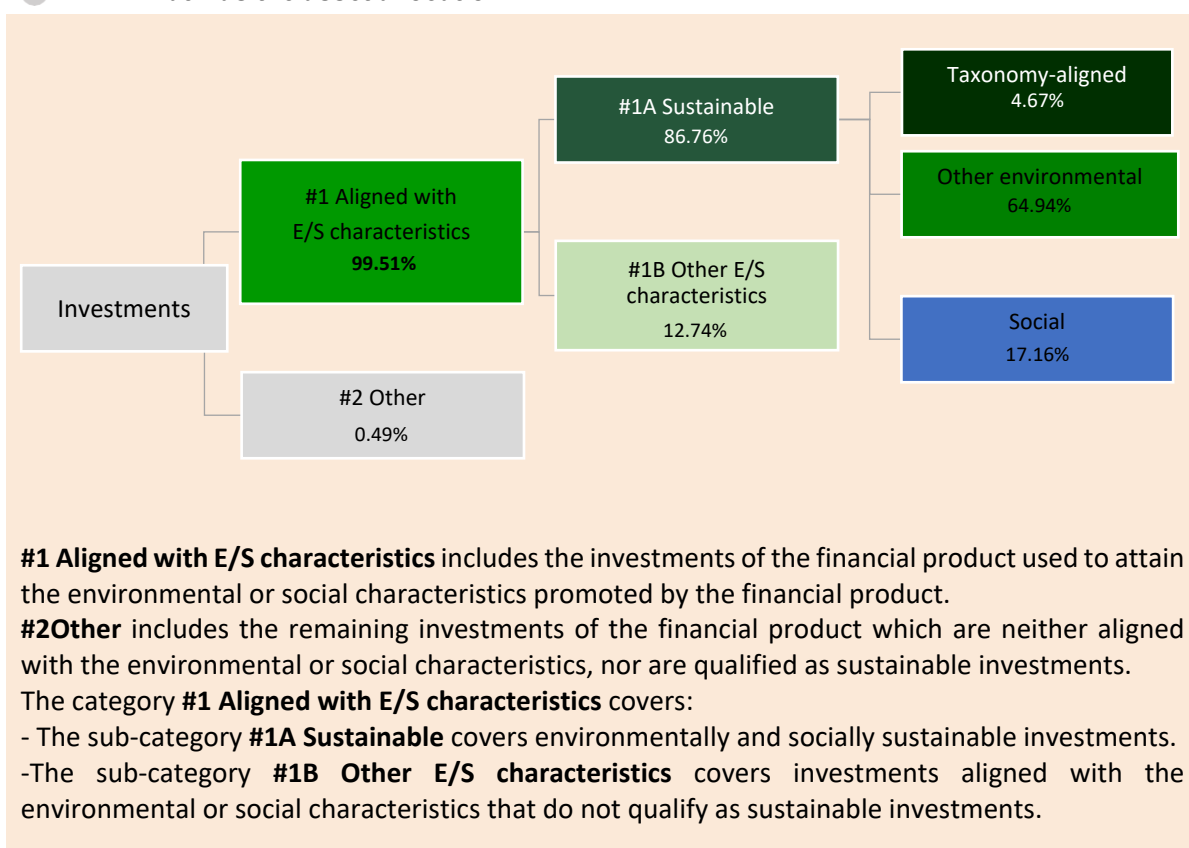 Taxonomy-aligned
4.67%
#1A Sustainable
86.76%
Other environmental
64.94%
#1 Aligned with
E/S characteristics
99.51%
#1B Other E/S
characteristics
12.74%
Investments
Social
17.16%
#2 Other
0.49%
#1 Aligned with E/S characteristics includes the investments of the financial product used to attain
the environmental or social characteristics promoted by the financial product.
#2Other includes the remaining investments of the financial product which are neither aligned
with the environmental or social characteristics, nor are qualified as sustainable investments.
The category #1 Aligned with E/S characteristics covers:
- The sub-category #1A Sustainable covers environmentally and socially sustainable investments.
-The sub-category #1B Other E/S characteristics covers investments aligned with the
environmental or social characteristics that do not qualify as sustainable investments.